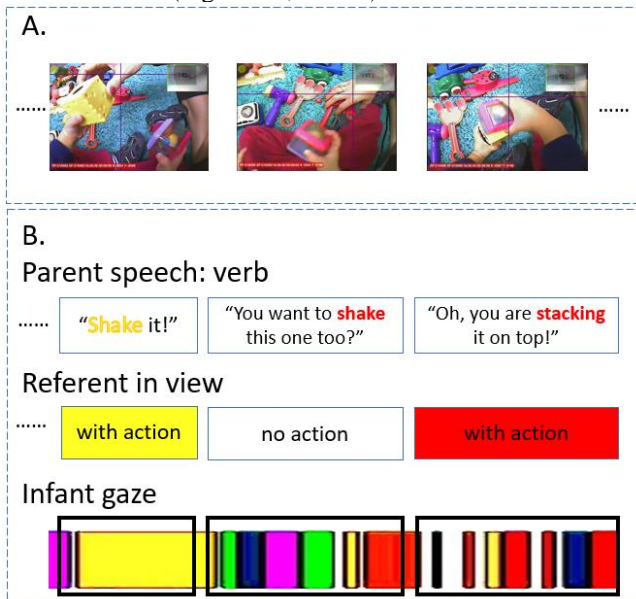 A.
...... ......
B.
Parent speech: verb
...... “Shake it!” “You want to shake this one too?” “Oh, you are stacking it on top!”
Referent in view
...... with action no action with action
Infant gaze